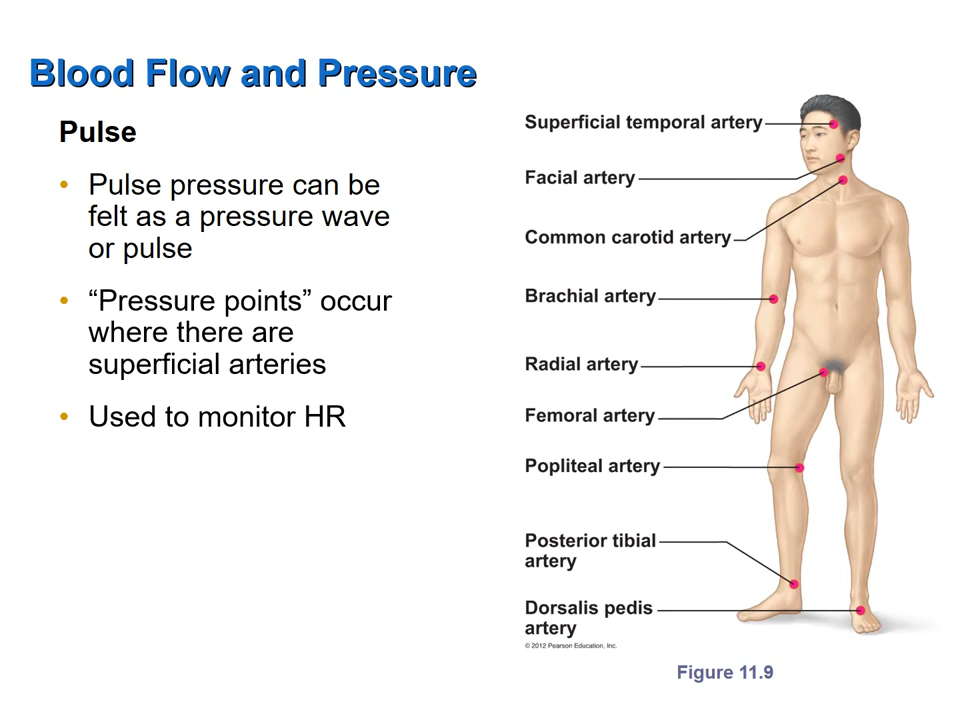 Blood Flow and Pressure
Pulse
• Pulse pressure can be
felt as a pressure wave
or pulse
• “Pressure points” occur
where there are
superficial arteries
• Used to monitor HR
Superficial temporal artery
Facial artery
Common carotid artery
Brachial artery
Radial artery
Femoral artery
Popliteal artery
Posterior tibial
artery
Dorsalis pedis
artery
© 2012 Pearson Education, Inc.
Figure 11.9